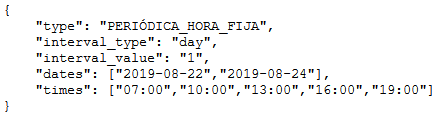 {
"type": "PERIÓDICA_HORA_FIJA",
"interval_type": "day",
"interval_value": "1",
"dates": ["2019-08-22","2019-08-24"],
"times": ["07:00","10:00","13:00","16:00","19:00"]
}